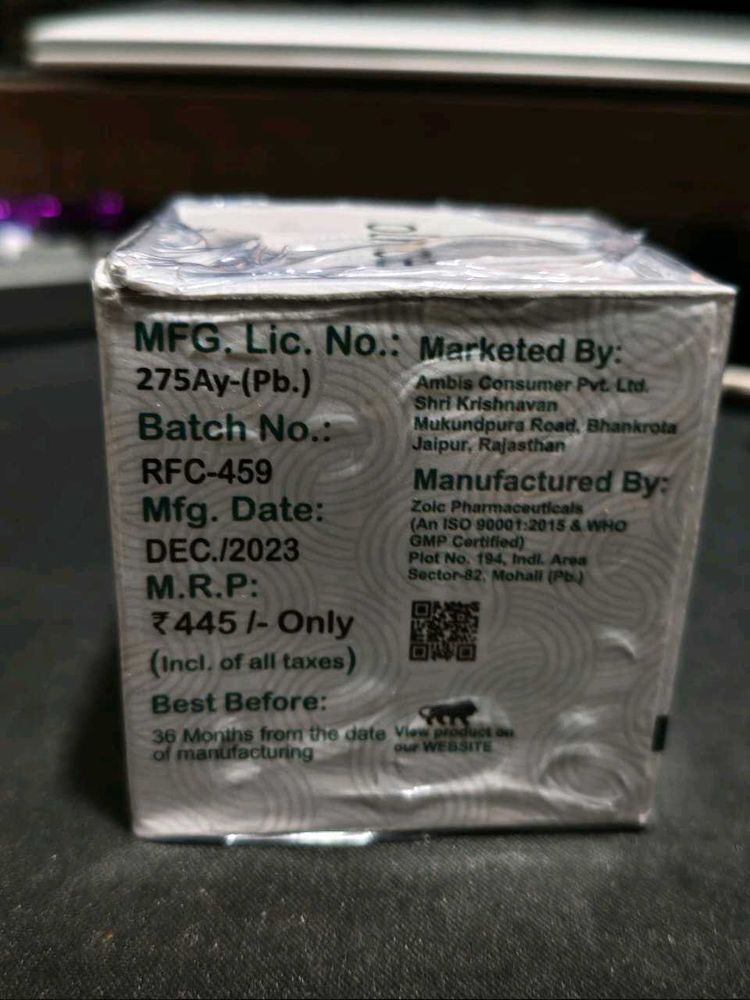 MFG. Lic. No.:
275Ay-(Pb.)
Batch No.:
RFC-459
Mfg. Date:
DEC./2023
M.R.P:
₹445 /- Only
(Incl. of all taxes)
Best Before:
36 Months from the date
of manufacturing
Marketed By:
Ambis Consumer Pvt. Ltd.
Shri Krishnavan
Mukundpura Road, Bhankrota
Jaipur, Rajasthan
Manufactured By:
Zoic Pharmaceuticals
(An ISO 90001:2015 & WHO
GMP Certified)
Plot No. 194, Indl. Area
Sector-82, Mohali (Pb.)
View product on
our WEBSITE